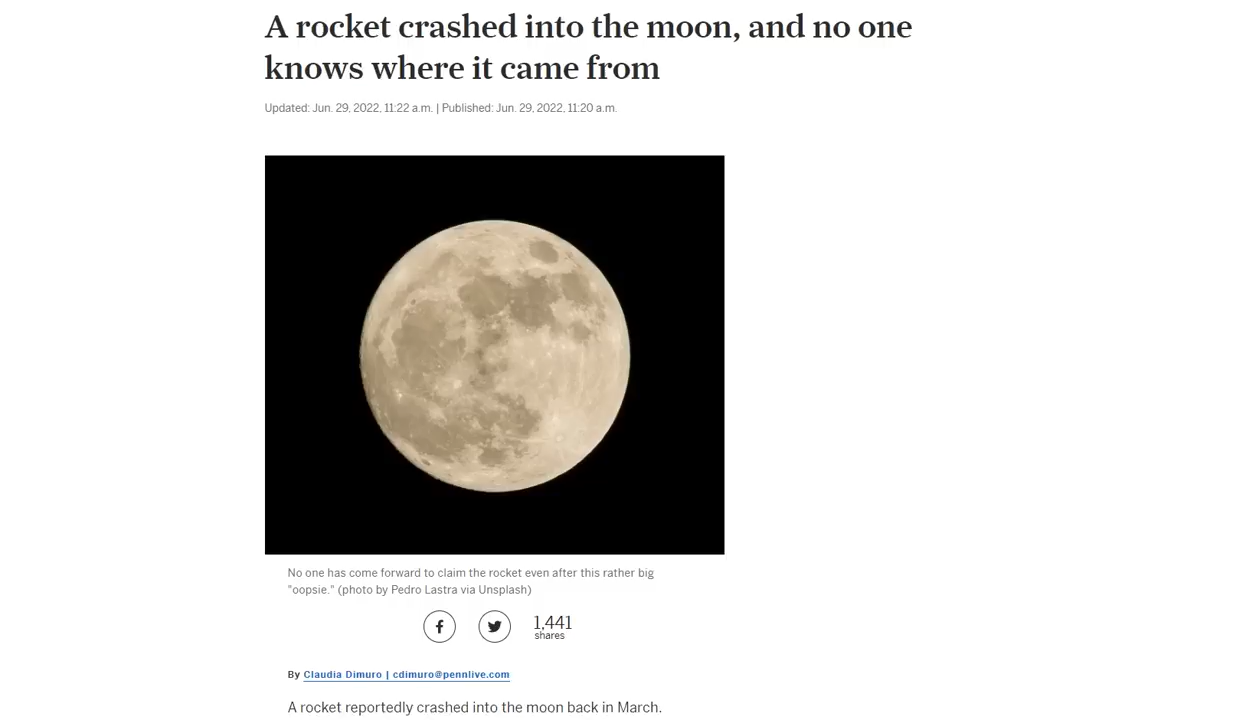 A rocket crashed into the moon, and no one
knows where it came from
Updated: Jun. 29, 2022, 11:22 a.m. | Published: Jun. 29, 2022, 11:20 a.m.
No one has come forward to claim the rocket even after this rather big
"oopsie." (photo by Pedro Lastra via Unsplash)
1,441
shares
By Claudia Dimuro | cdimuro@pennlive.com
A rocket reportedly crashed into the moon back in March.